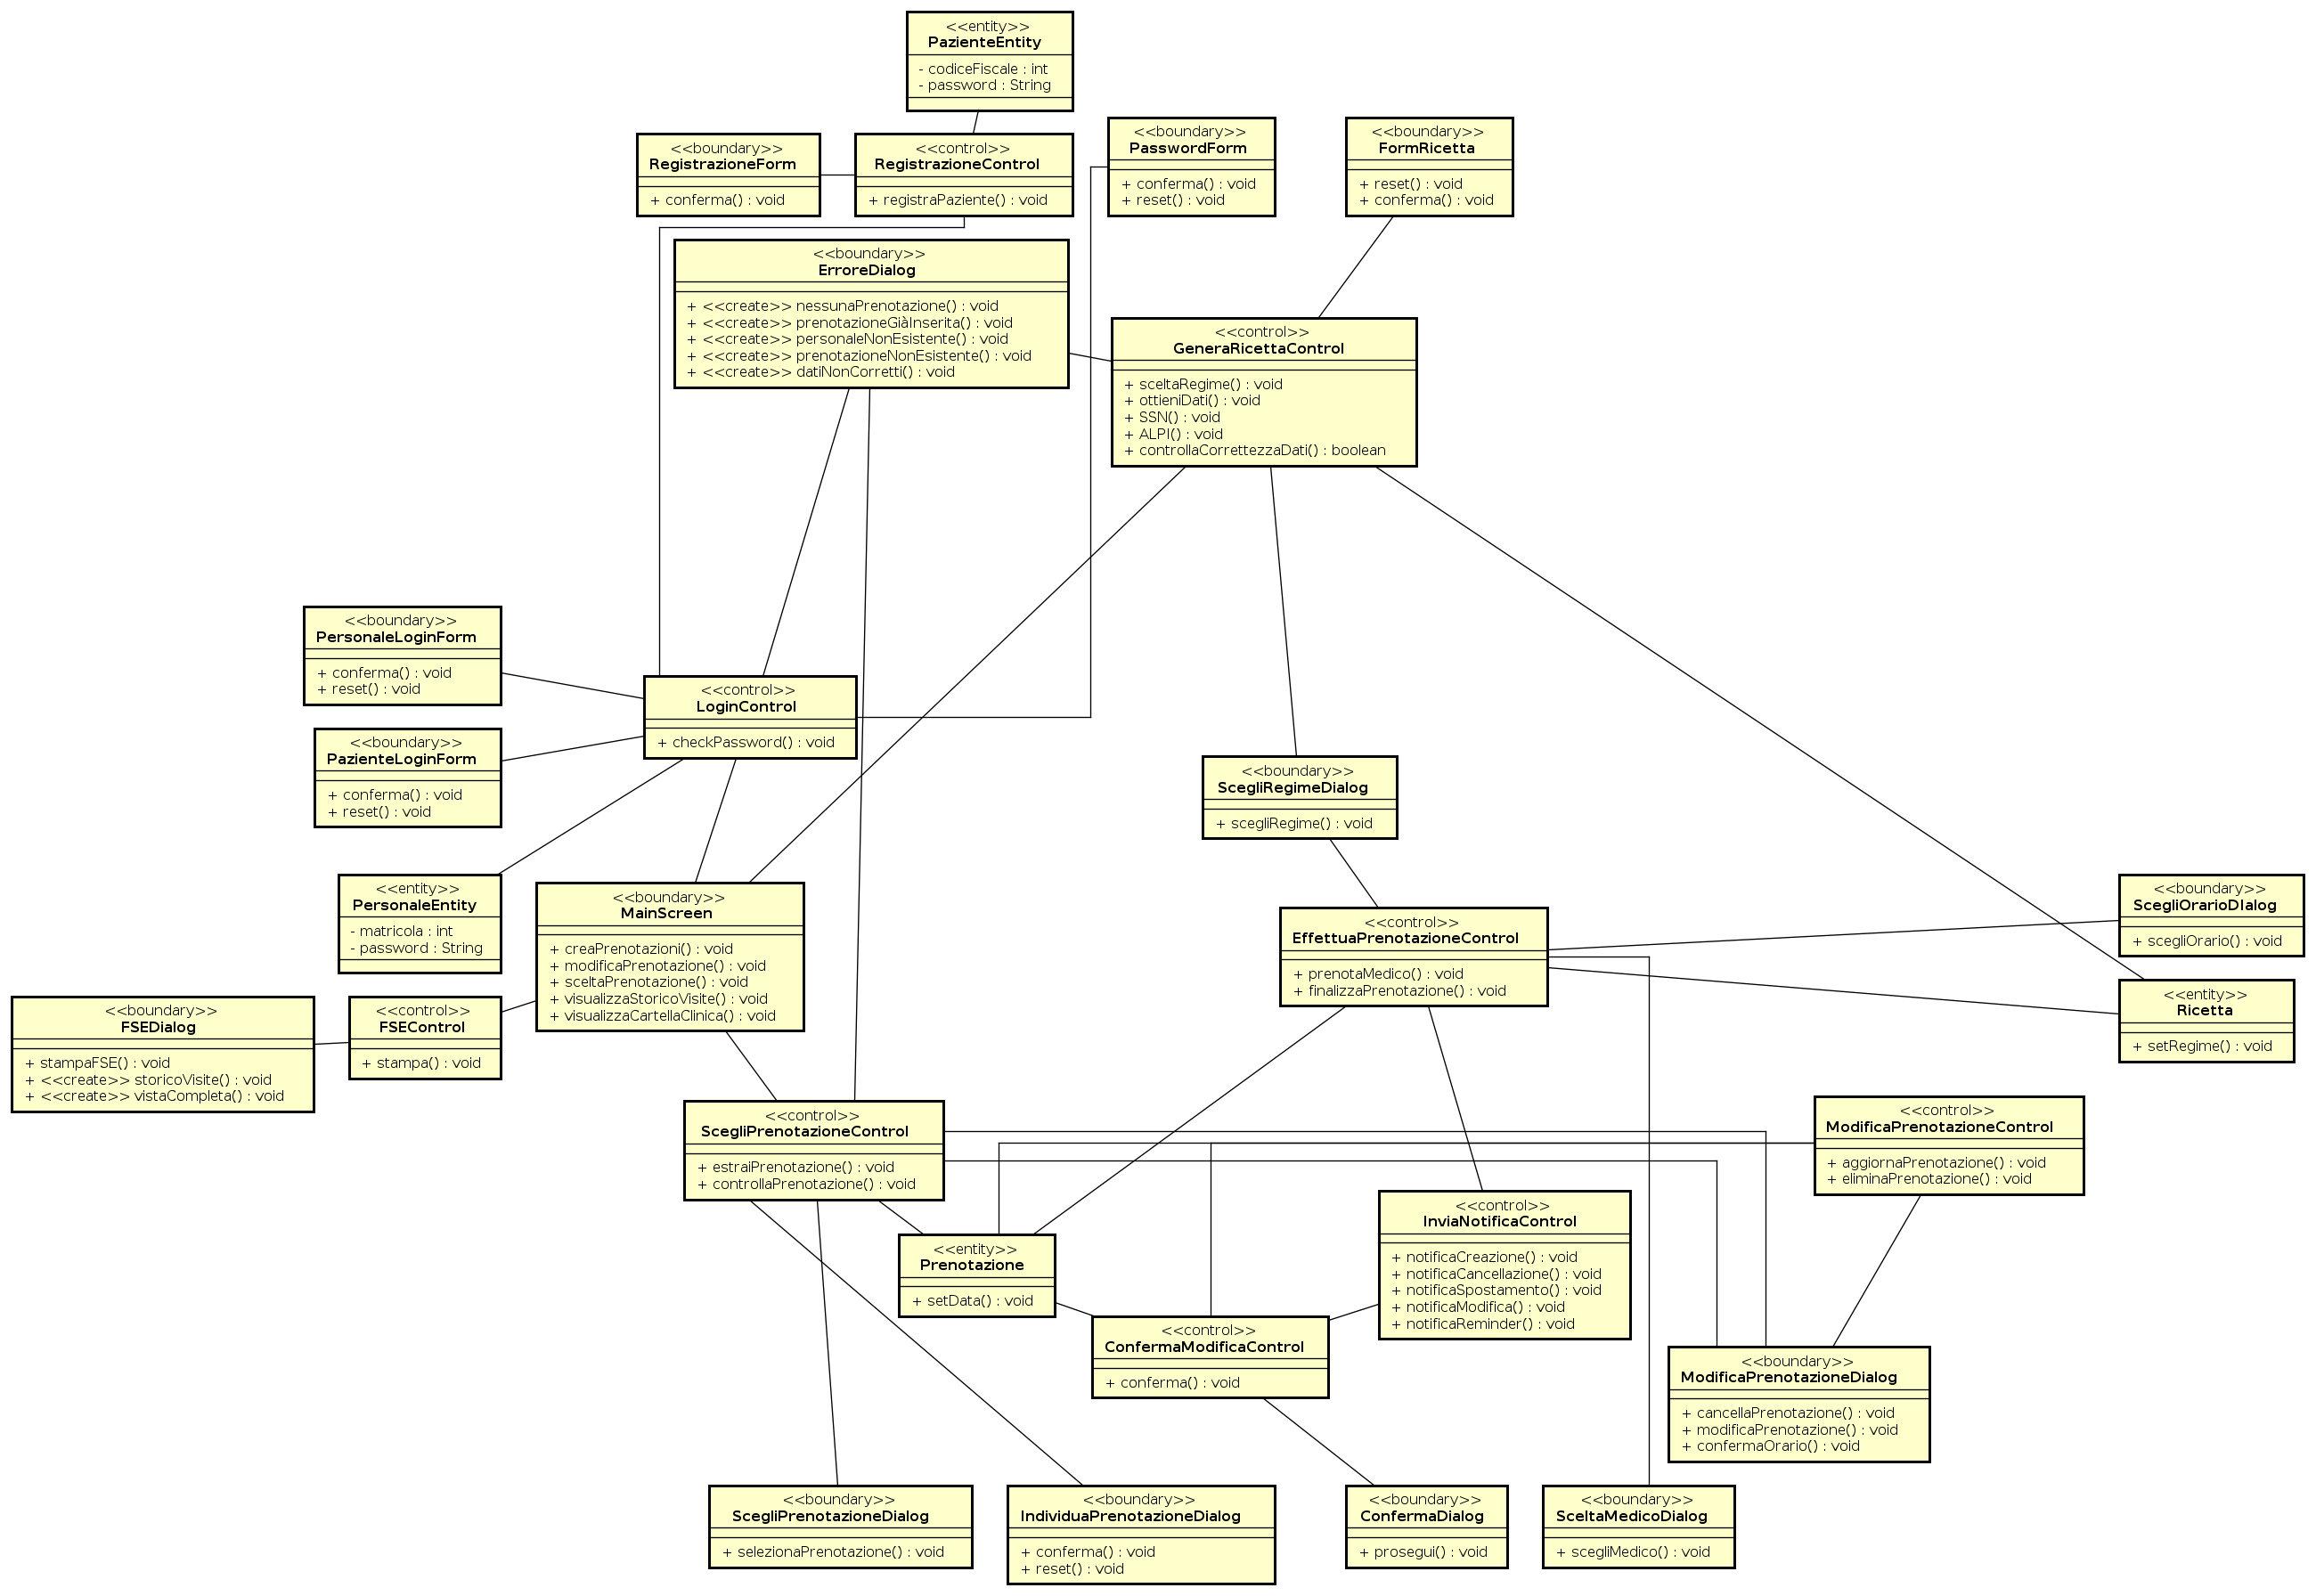 <<entity>>
PazienteEntity
- codiceFiscale : int
- password : String
<<boundary>>
RegistrazioneForm
+ conferma() : void
<<control>>
RegistrazioneControl
+ registraPaziente() : void
<<boundary>>
PasswordForm
+ conferma() : void
+ reset() : void
<<boundary>>
FormRicetta
+ reset() : void
+ conferma() : void
<<boundary>>
ErroreDialog
+ <<create>> nessunaPrenotazione() : void
+ <<create>> prenotazioneGiàInserita() : void
+ <<create>> personaleNonEsistente() : void
+ <<create>> prenotazioneNonEsistente() : void
+ <<create>> datiNonCorretti() : void
<<control>>
GeneraRicettaControl
+ sceltaRegime() : void
+ ottieniDati() : void
+ SSN() : void
+ ALPI() : void
+ controllaCorrettezzaDati() : boolean
<<boundary>>
PersonaleLoginForm
+ conferma() : void
+ reset() : void
<<control>>
LoginControl
+ checkPassword() : void
<<boundary>>
PazienteLoginForm
+ conferma() : void
+ reset() : void
<<boundary>>
ScegliRegimeDialog
+ scegliRegime() : void
<<entity>>
PersonaleEntity
- matricola : int
- password : String
<<boundary>>
MainScreen
+ creaPrenotazioni() : void
+ modificaPrenotazione() : void
+ sceltaPrenotazione() : void
+ visualizzaStoricoVisite() : void
+ visualizzaCartellaClinica() : void
<<control>>
EffettuaPrenotazioneControl
+ prenotaMedico() : void
+ finalizzaPrenotazione() : void
<<boundary>>
ScegliOrarioDIalog
+ scegliOrario() : void
<<boundary>>
FSEDialog
+ stampaFSE() : void
+ <<create>> storicoVisite() : void
+ <<create>> vistaCompleta() : void
<<control>>
FSEControl
+ stampa() : void
<<entity>>
Ricetta
+ setRegime() : void
<<control>>
ScegliPrenotazioneControl
+ estraiPrenotazione() : void
+ controllaPrenotazione() : void
<<control>>
ModificaPrenotazioneControl
+ aggiornaPrenotazione() : void
+ eliminaPrenotazione() : void
<<entity>>
Prenotazione
+ setData() : void
<<control>>
InviaNotificaControl
+ notificaCreazione() : void
+ notificaCancellazione() : void
+ notificaSpostamento() : void
+ notificaModifica() : void
+ notificaReminder() : void
<<control>>
ConfermaModificaControl
+ conferma() : void
<<boundary>>
ModificaPrenotazioneDialog
+ cancellaPrenotazione() : void
+ modificaPrenotazione() : void
+ confermaOrario() : void
<<boundary>>
ScegliPrenotazioneDialog
+ selezionaPrenotazione() : void
<<boundary>>
IndividuaPrenotazioneDialog
+ conferma() : void
+ reset() : void
<<boundary>>
ConfermaDialog
+ prosegui() : void
<<boundary>>
SceltaMedicoDialog
+ scegliMedico() : void